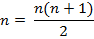 n = n(n + 1) / 2